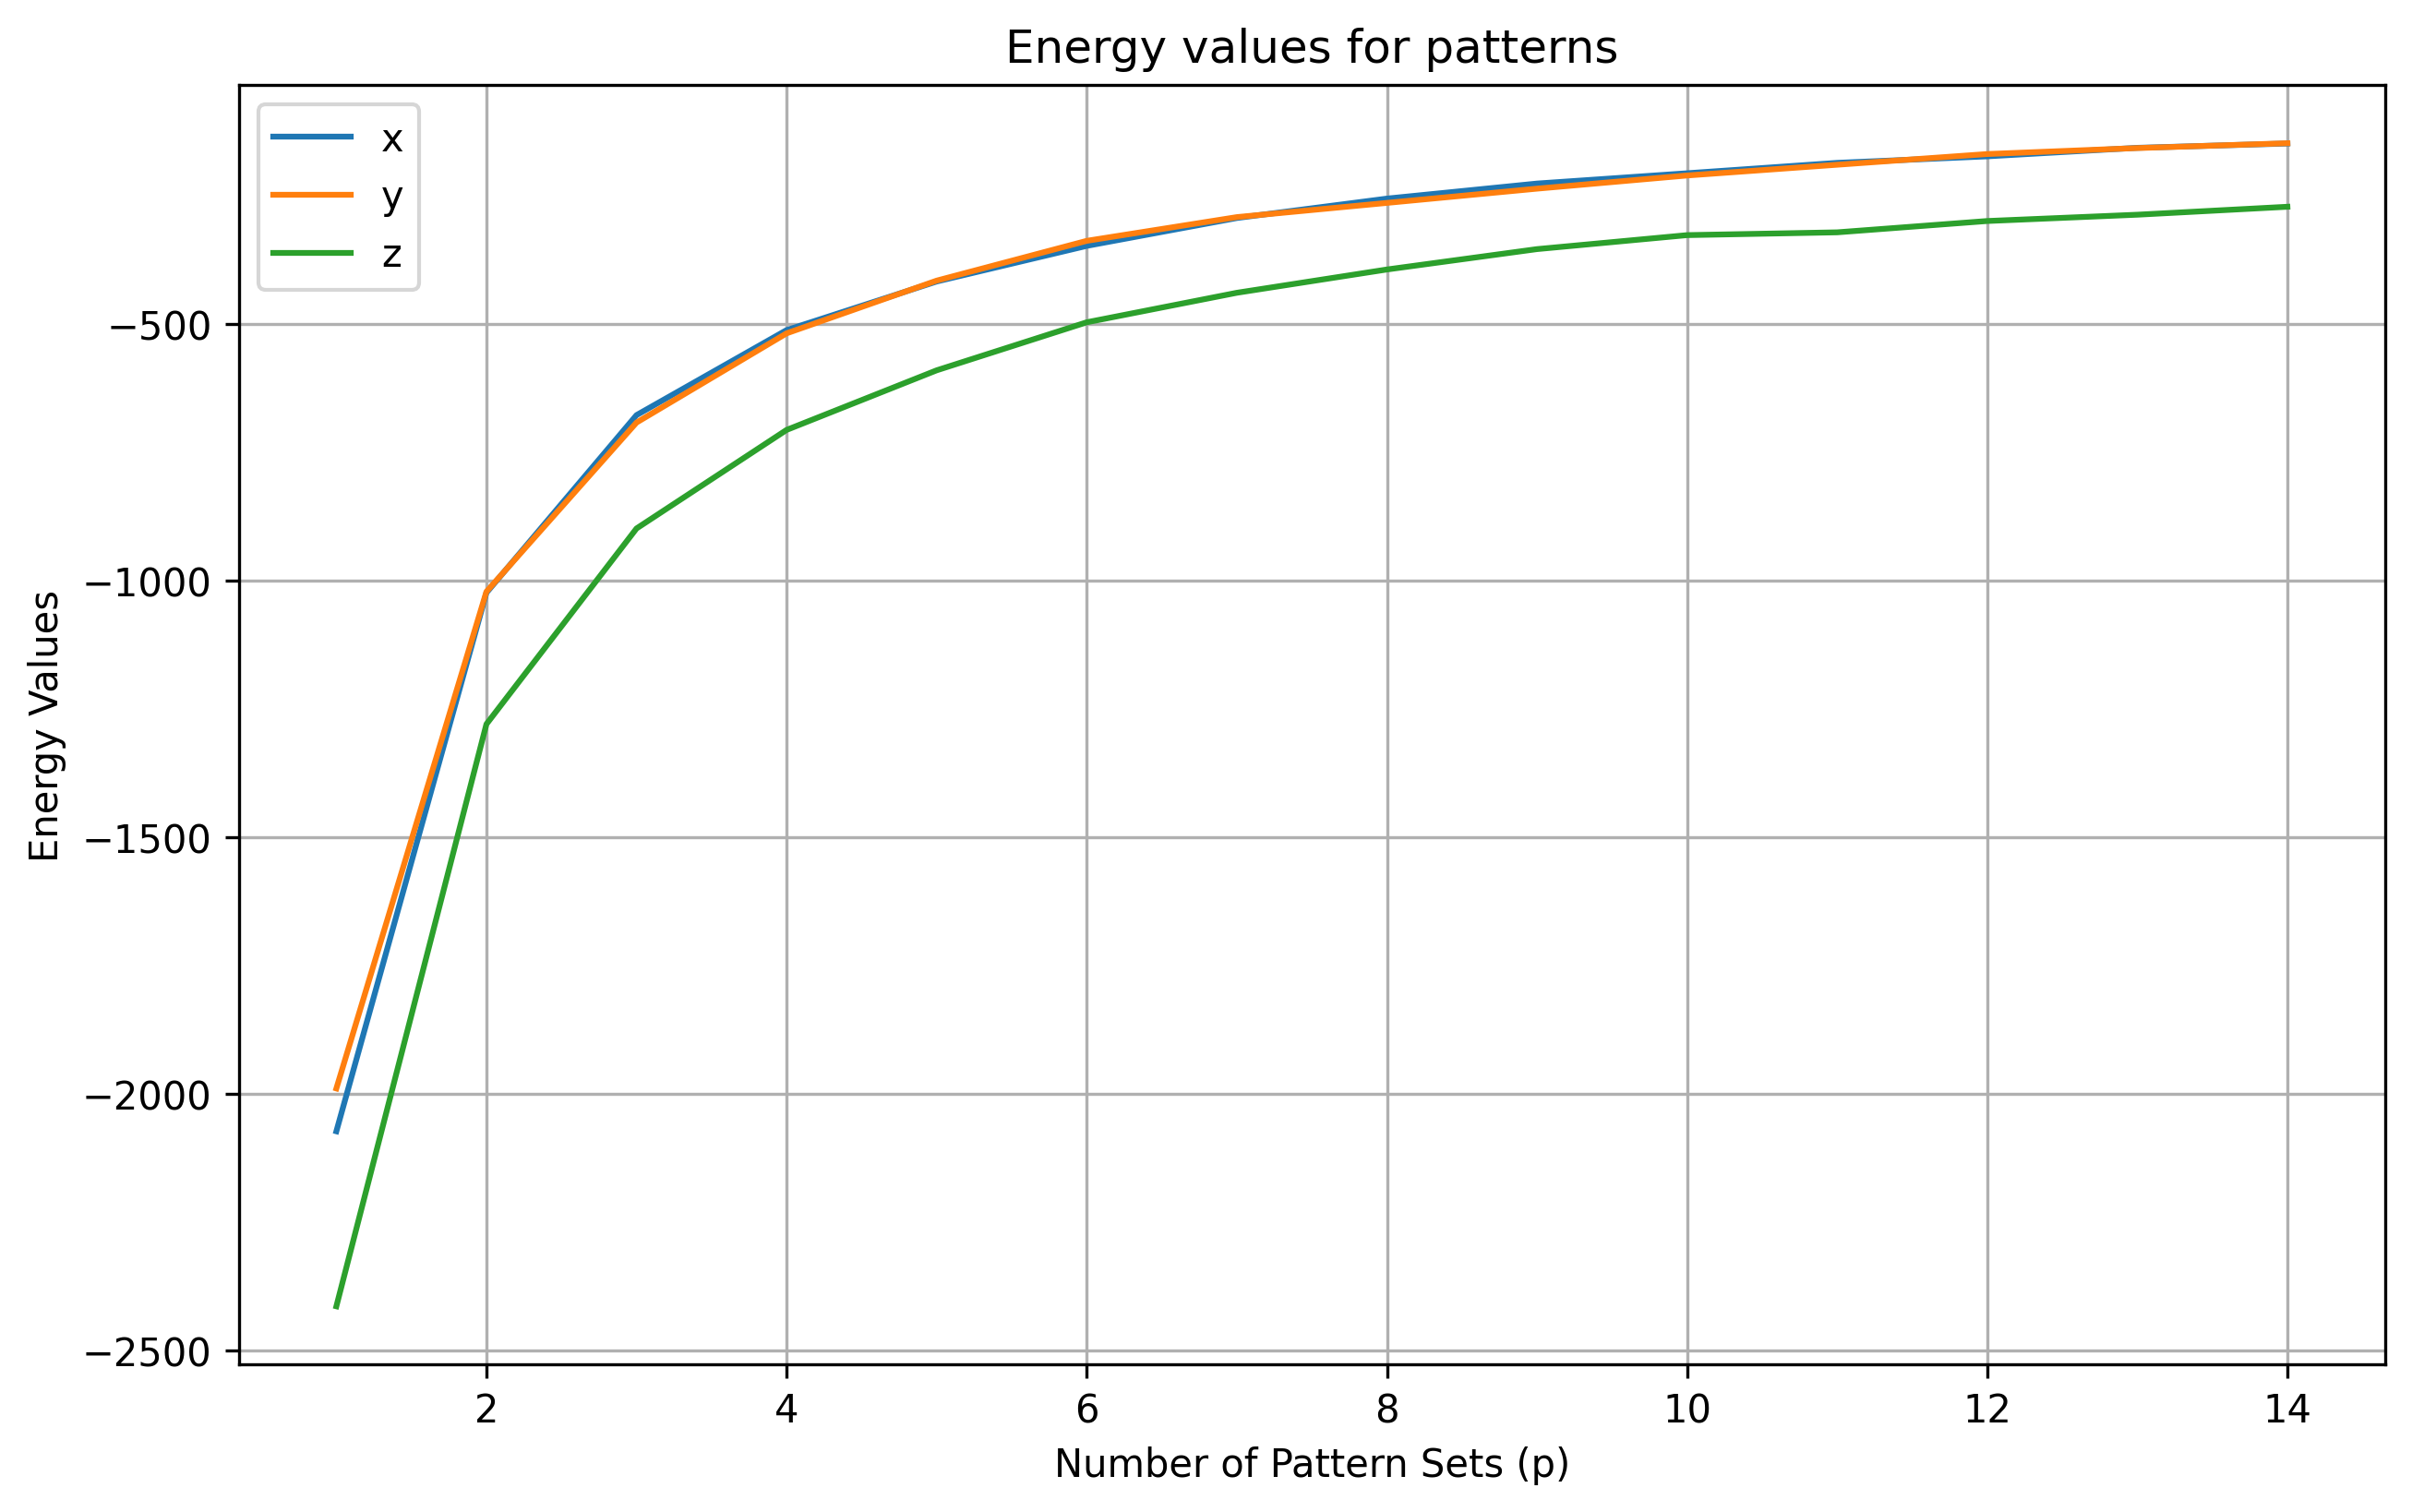 Energy values for patterns
x
y
z
−500
−1000
−1500
−2000
−2500
Energy Values
2 4 6 8 10 12 14
Number of Pattern Sets (p)